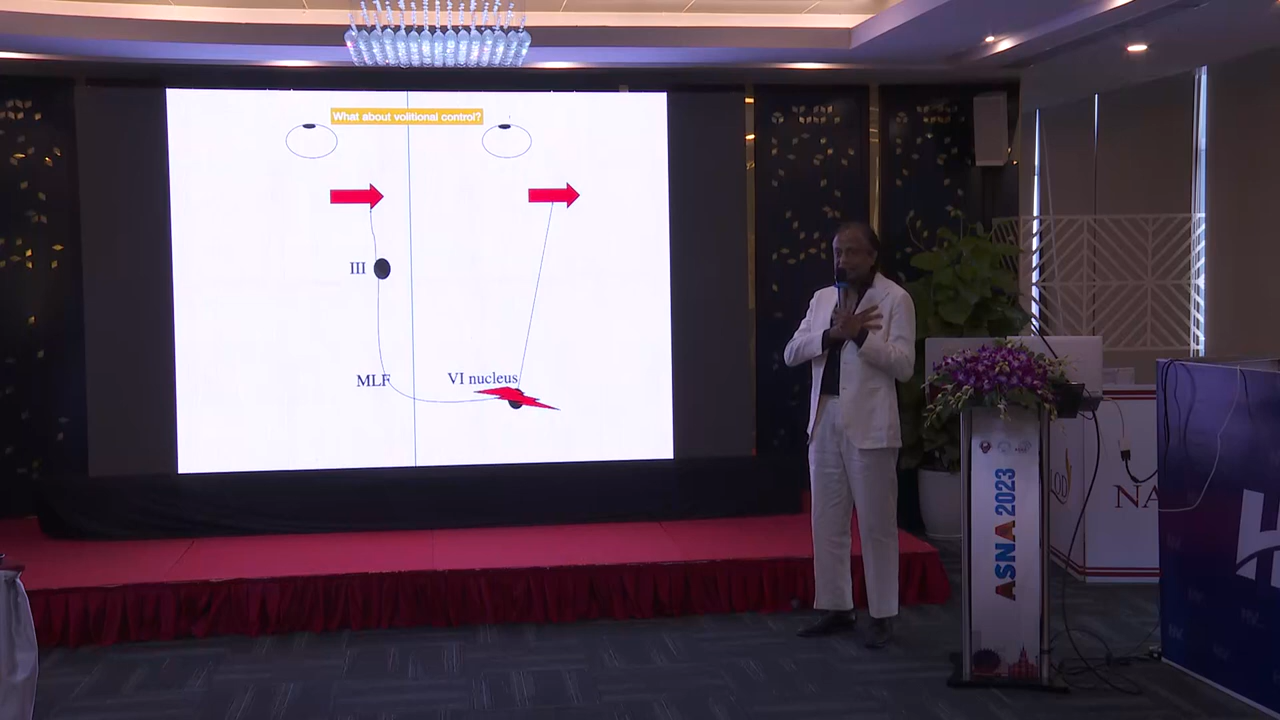 What about volitional control?
III
MLF
VI nucleus
ASNA 2023
NA